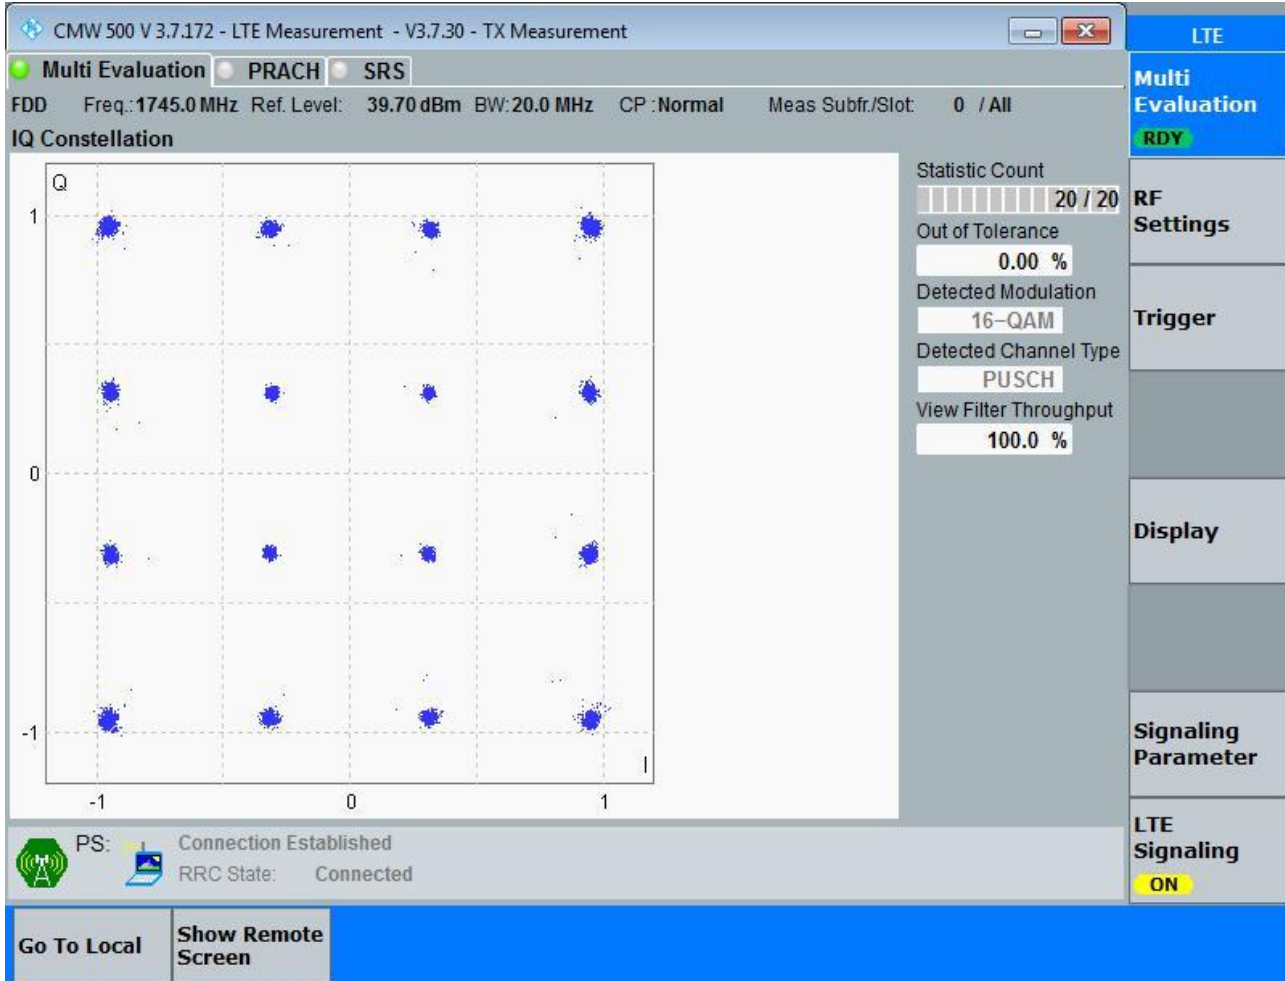 CMW 500 V 3.7.172 - LTE Measurement - V3.7.30 - TX Measurement
LTE
Multi Evaluation PRACH SRS
FDD Freq.:1745.0 MHz Ref. Level: 39.70 dBm BW:20.0 MHz CP :Normal Meas Subfr./Slot: 0 / All
IQ Constellation
Q
1
0
-1
-1 0 1
I
Statistic Count
20 / 20
Out of Tolerance
0.00 %
Detected Modulation
16-QAM
Detected Channel Type
PUSCH
View Filter Throughput
100.0 %
Multi
Evaluation
RDY
RF
Settings
Trigger
Display
Signaling
Parameter
LTE
Signaling
ON
PS: Connection Established
RRC State: Connected
Go To Local
Show Remote
Screen